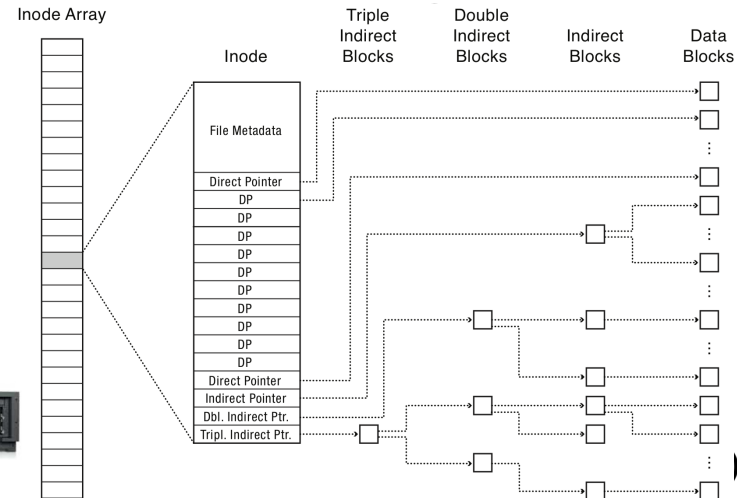 Inode Array
Triple
Indirect
Blocks
Double
Indirect
Blocks
Indirect
Blocks
Data
Blocks
Inode
File Metadata
Direct Pointer
DP
DP
DP
DP
DP
DP
DP
DP
DP
DP
Direct Pointer
Indirect Pointer
Dbl. Indirect Ptr.
Tripl. Indirect Ptr.